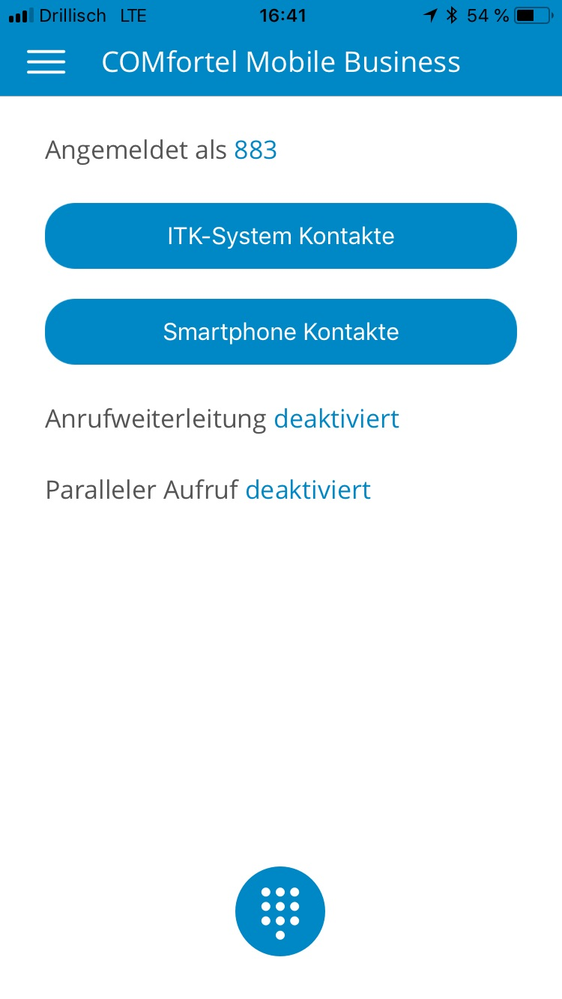 Drillisch LTE 16:41 54 %
COMfortel Mobile Business
Angemeldet als 883
ITK-System Kontakte
Smartphone Kontakte
Anrufweiterleitung deaktiviert
Paralleler Aufruf deaktiviert